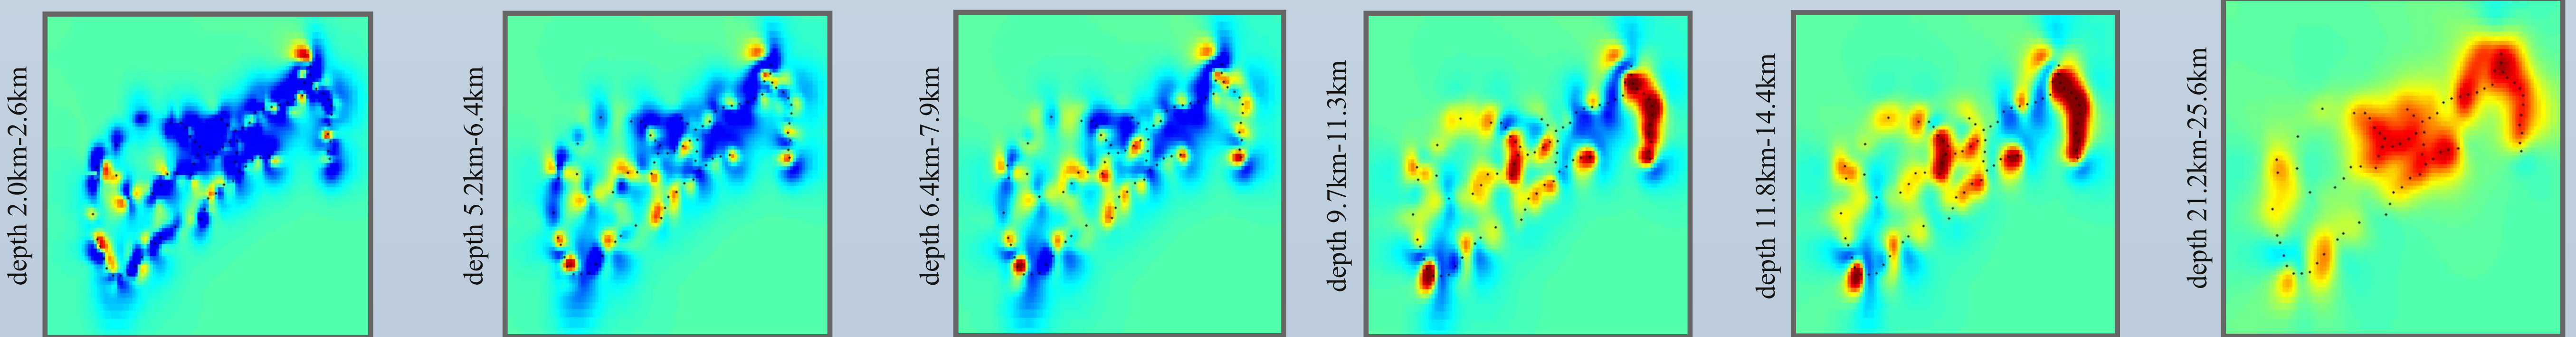 depth 2.0km-2.6km
depth 5.2km-6.4km
depth 6.4km-7.9km
depth 9.7km-11.3km
depth 11.8km-14.4km
depth 21.2km-25.6km